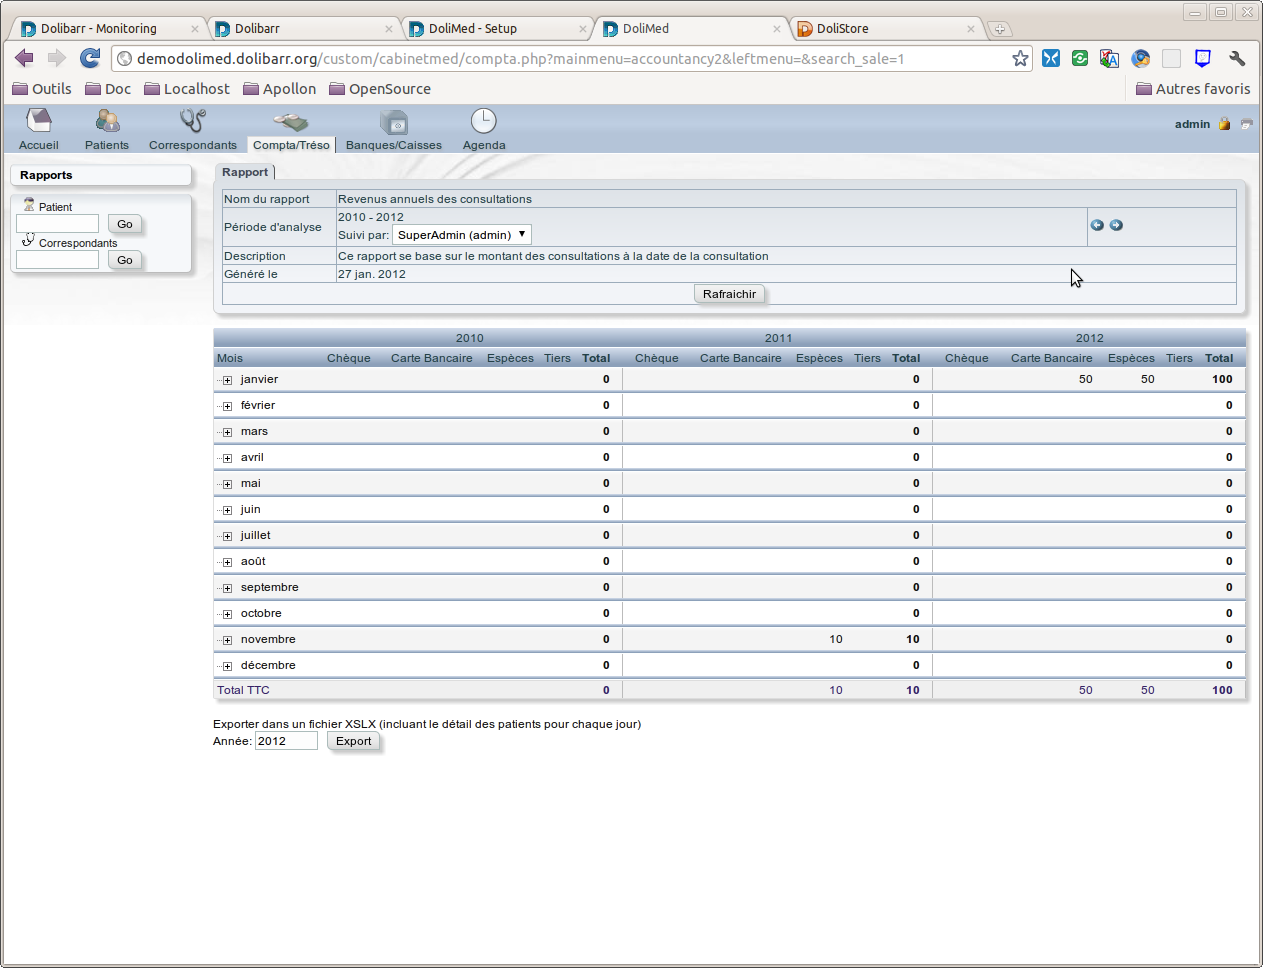 Dolibarr - Monitoring × Dolibarr × DoliMed - Setup × DoliMed × DoliStore ×
demodolimed.dolibarr.org/custom/cabinetmed/compta.php?mainmenu=accountancy2&leftmenu=&search_sale=1
Outils Doc Localhost Apollon OpenSource Autres favoris
admin
Accueil Patients Correspondants Compta/Tréso Banques/Caisses Agenda
Rapports
Patient
Go
Correspondants
Go
Rapport
Nom du rapport Revenus annuels des consultations
Période d'analyse 2010 - 2012
Suivi par: SuperAdmin (admin)
Description Ce rapport se base sur le montant des consultations à la date de la consultation
Généré le 27 jan. 2012
Rafraichir
2010 2011 2012
Mois Chèque Carte Bancaire Espèces Tiers Total Chèque Carte Bancaire Espèces Tiers Total Chèque Carte Bancaire Espèces Tiers Total
janvier 0 0 50 50 100
février 0 0 0
mars 0 0 0
avril 0 0 0
mai 0 0 0
juin 0 0 0
juillet 0 0 0
août 0 0 0
septembre 0 0 0
octobre 0 0 0
novembre 0 10 10 0
décembre 0 0 0
Total TTC 0 10 10 50 50 100
Exporter dans un fichier XSLX (incluant le détail des patients pour chaque jour)
Année: 2012 Export